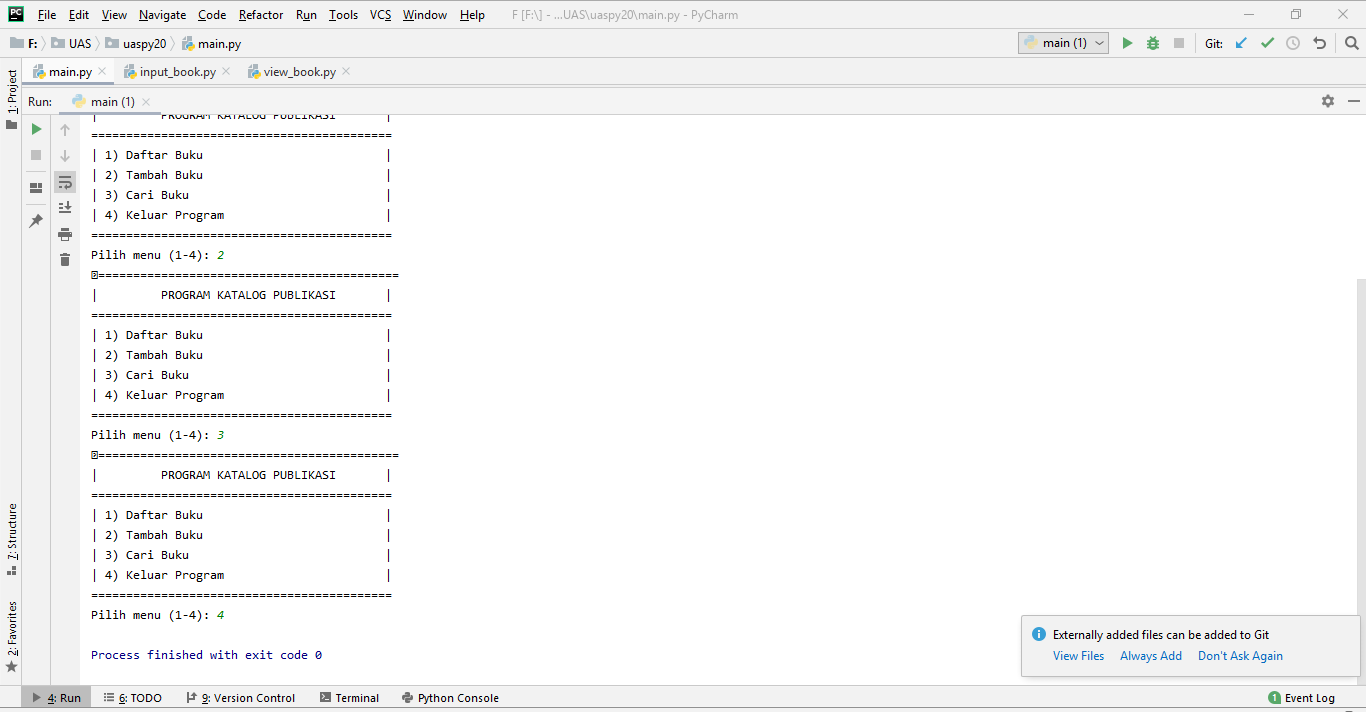 PC File Edit View Navigate Code Refactor Run Tools VCS Window Help F [F:\] - ...UAS\uaspy20\main.py - PyCharm
F: UAS uaspy20 main.py main (1) Git:
main.py input_book.py view_book.py
1: Project
Run: main (1)
| PROGRAM KATALOG PUBLIKASI |
===========================================
| 1) Daftar Buku |
| 2) Tambah Buku |
| 3) Cari Buku |
| 4) Keluar Program |
===========================================
Pilih menu (1-4): 2
===========================================
| PROGRAM KATALOG PUBLIKASI |
===========================================
| 1) Daftar Buku |
| 2) Tambah Buku |
| 3) Cari Buku |
| 4) Keluar Program |
===========================================
Pilih menu (1-4): 3
===========================================
| PROGRAM KATALOG PUBLIKASI |
===========================================
| 1) Daftar Buku |
| 2) Tambah Buku |
| 3) Cari Buku |
| 4) Keluar Program |
===========================================
Pilih menu (1-4): 4
Process finished with exit code 0
7: Structure
2: Favorites
Externally added files can be added to Git
View Files Always Add Don't Ask Again
4: Run 6: TODO 9: Version Control Terminal Python Console 1 Event Log